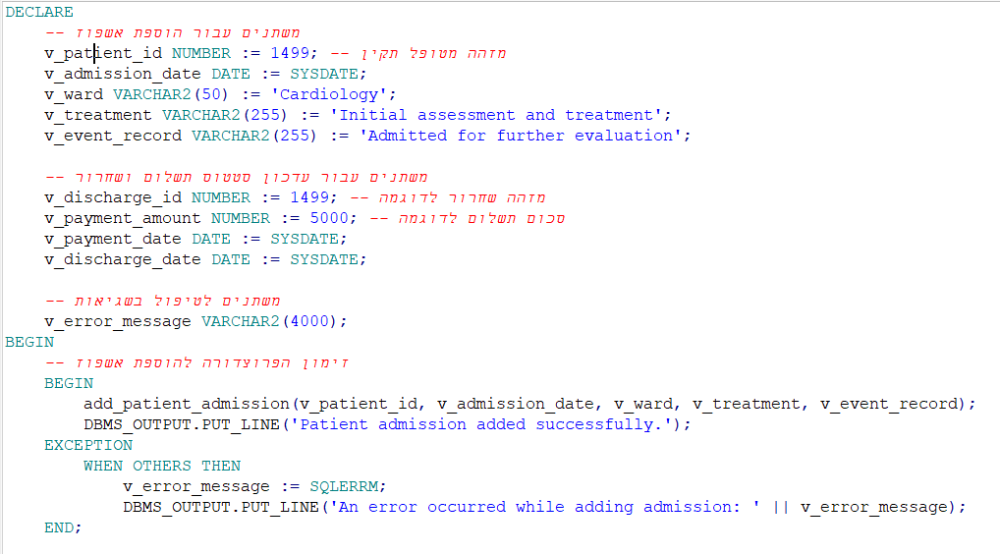 DECLARE
-- משתנים עבור הוספת אשפוז
v_patient_id NUMBER := 1499; -- מזהה מטופל תקין
v_admission_date DATE := SYSDATE;
v_ward VARCHAR2(50) := 'Cardiology';
v_treatment VARCHAR2(255) := 'Initial assessment and treatment';
v_event_record VARCHAR2(255) := 'Admitted for further evaluation';
-- משתנים עבור עדכון סטטוס תשלום ושחרור
v_discharge_id NUMBER := 1499; -- מזהה שחרור לדוגמה
v_payment_amount NUMBER := 5000; -- סכום תשלום לדוגמה
v_payment_date DATE := SYSDATE;
v_discharge_date DATE := SYSDATE;
-- משתנים לטיפול בשגיאות
v_error_message VARCHAR2(4000);
BEGIN
-- זימון הפרוצדורה להוספת אשפוז
BEGIN
add_patient_admission(v_patient_id, v_admission_date, v_ward, v_treatment, v_event_record);
DBMS_OUTPUT.PUT_LINE('Patient admission added successfully.');
EXCEPTION
WHEN OTHERS THEN
v_error_message := SQLERRM;
DBMS_OUTPUT.PUT_LINE('An error occurred while adding admission: ' || v_error_message);
END;